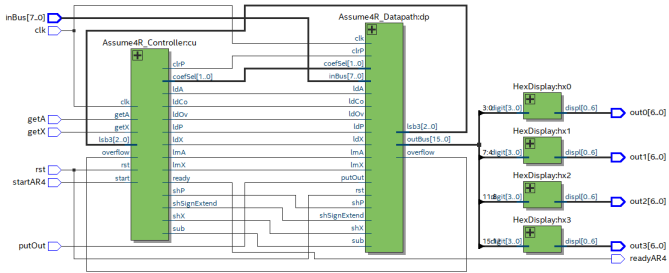 inBus[7..0]
clk
getA
getX
rst
startAR4
putOut
Assume4R_Controller:cu
clk
getA
getX
lsb3[2..0]
overflow
rst
start
clrP
coefSel[1..0]
ldA
ldCo
ldOv
ldP
ldX
lmA
lmX
ready
shP
shSignExtend
shX
sub
Assume4R_Datapath:dp
clk
clrP
coefSel[1..0]
inBus[7..0]
ldA
ldCo
ldOv
ldP
ldX
lmA
lmX
putOut
rst
shP
shSignExtend
shX
sub
lsb3[2..0]
outBus[15..0]
overflow
HexDisplay:hx0
3:0
digit[3..0]
displ[0..6]
out0[6..0]
HexDisplay:hx1
7:4
digit[3..0]
displ[0..6]
out1[6..0]
HexDisplay:hx2
11:8
digit[3..0]
displ[0..6]
out2[6..0]
HexDisplay:hx3
15:12
digit[3..0]
displ[0..6]
out3[6..0]
readyAR4